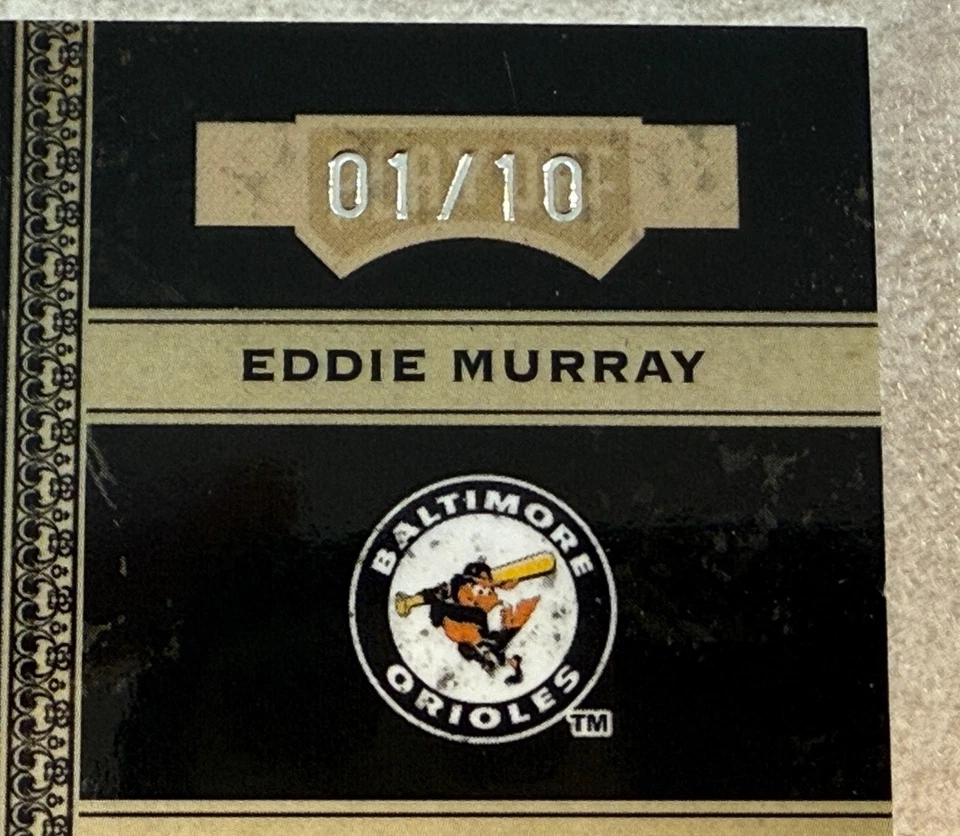 01/10
EDDIE MURRAY
BALTIMORE
ORIOLES
TM